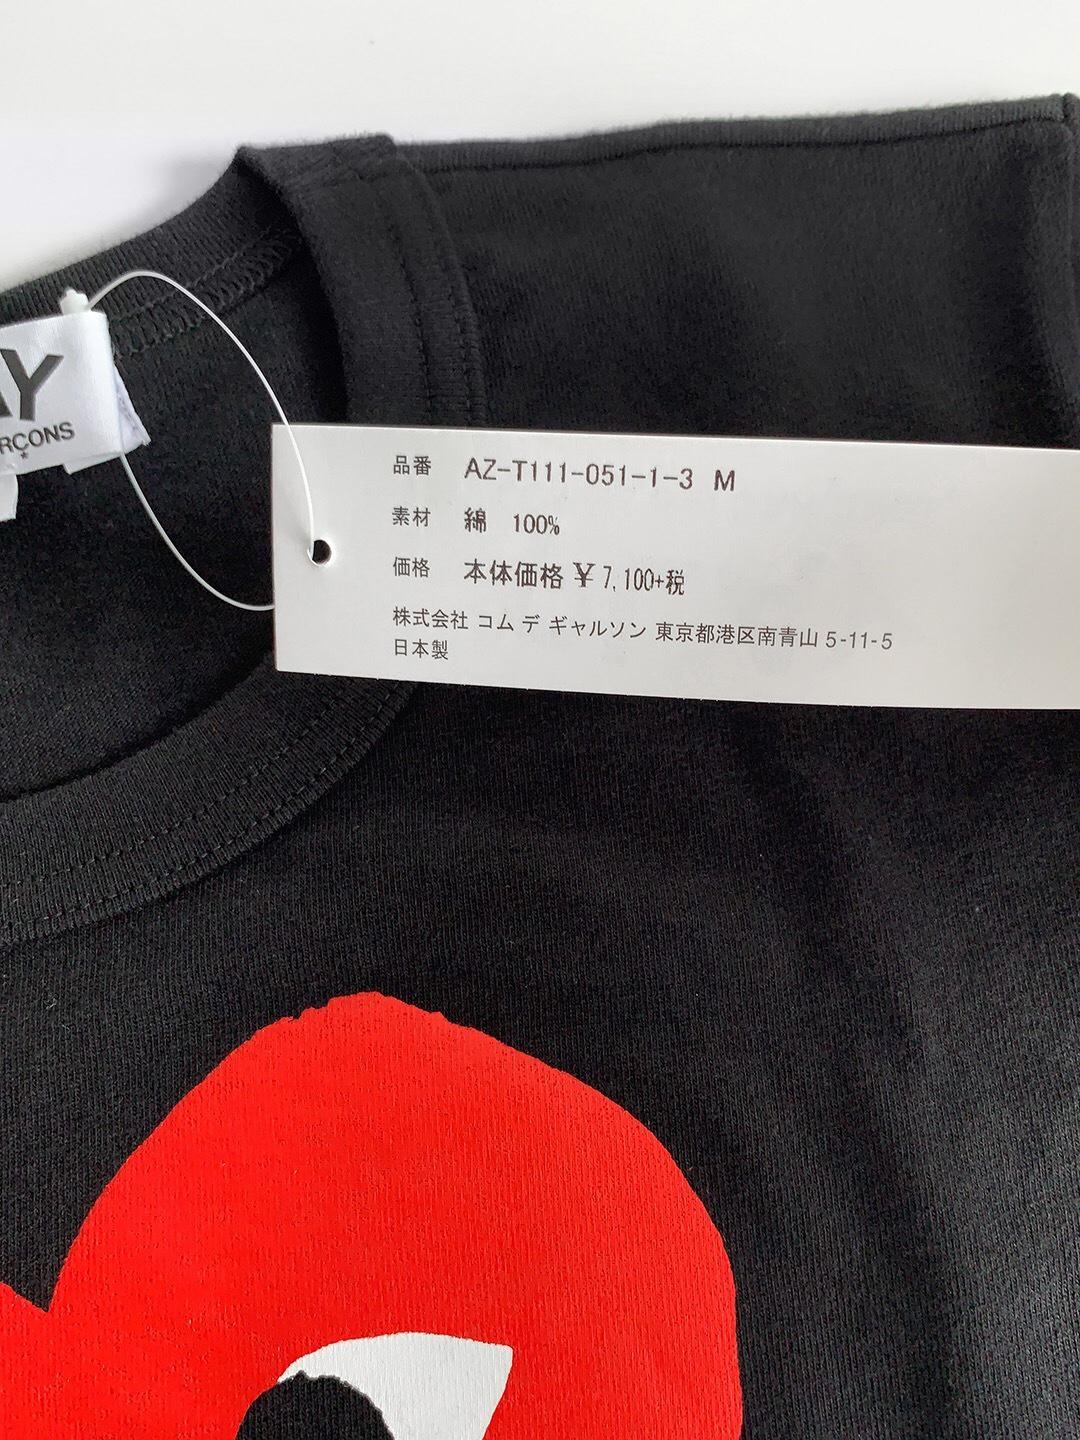 AY
GARÇONS
品番 AZ-T111-051-1-3 M
素材 綿 100%
価格 本体価格 ¥ 7,100+税
株式会社 コム デ ギャルソン 東京都港区南青山 5-11-5
日本製